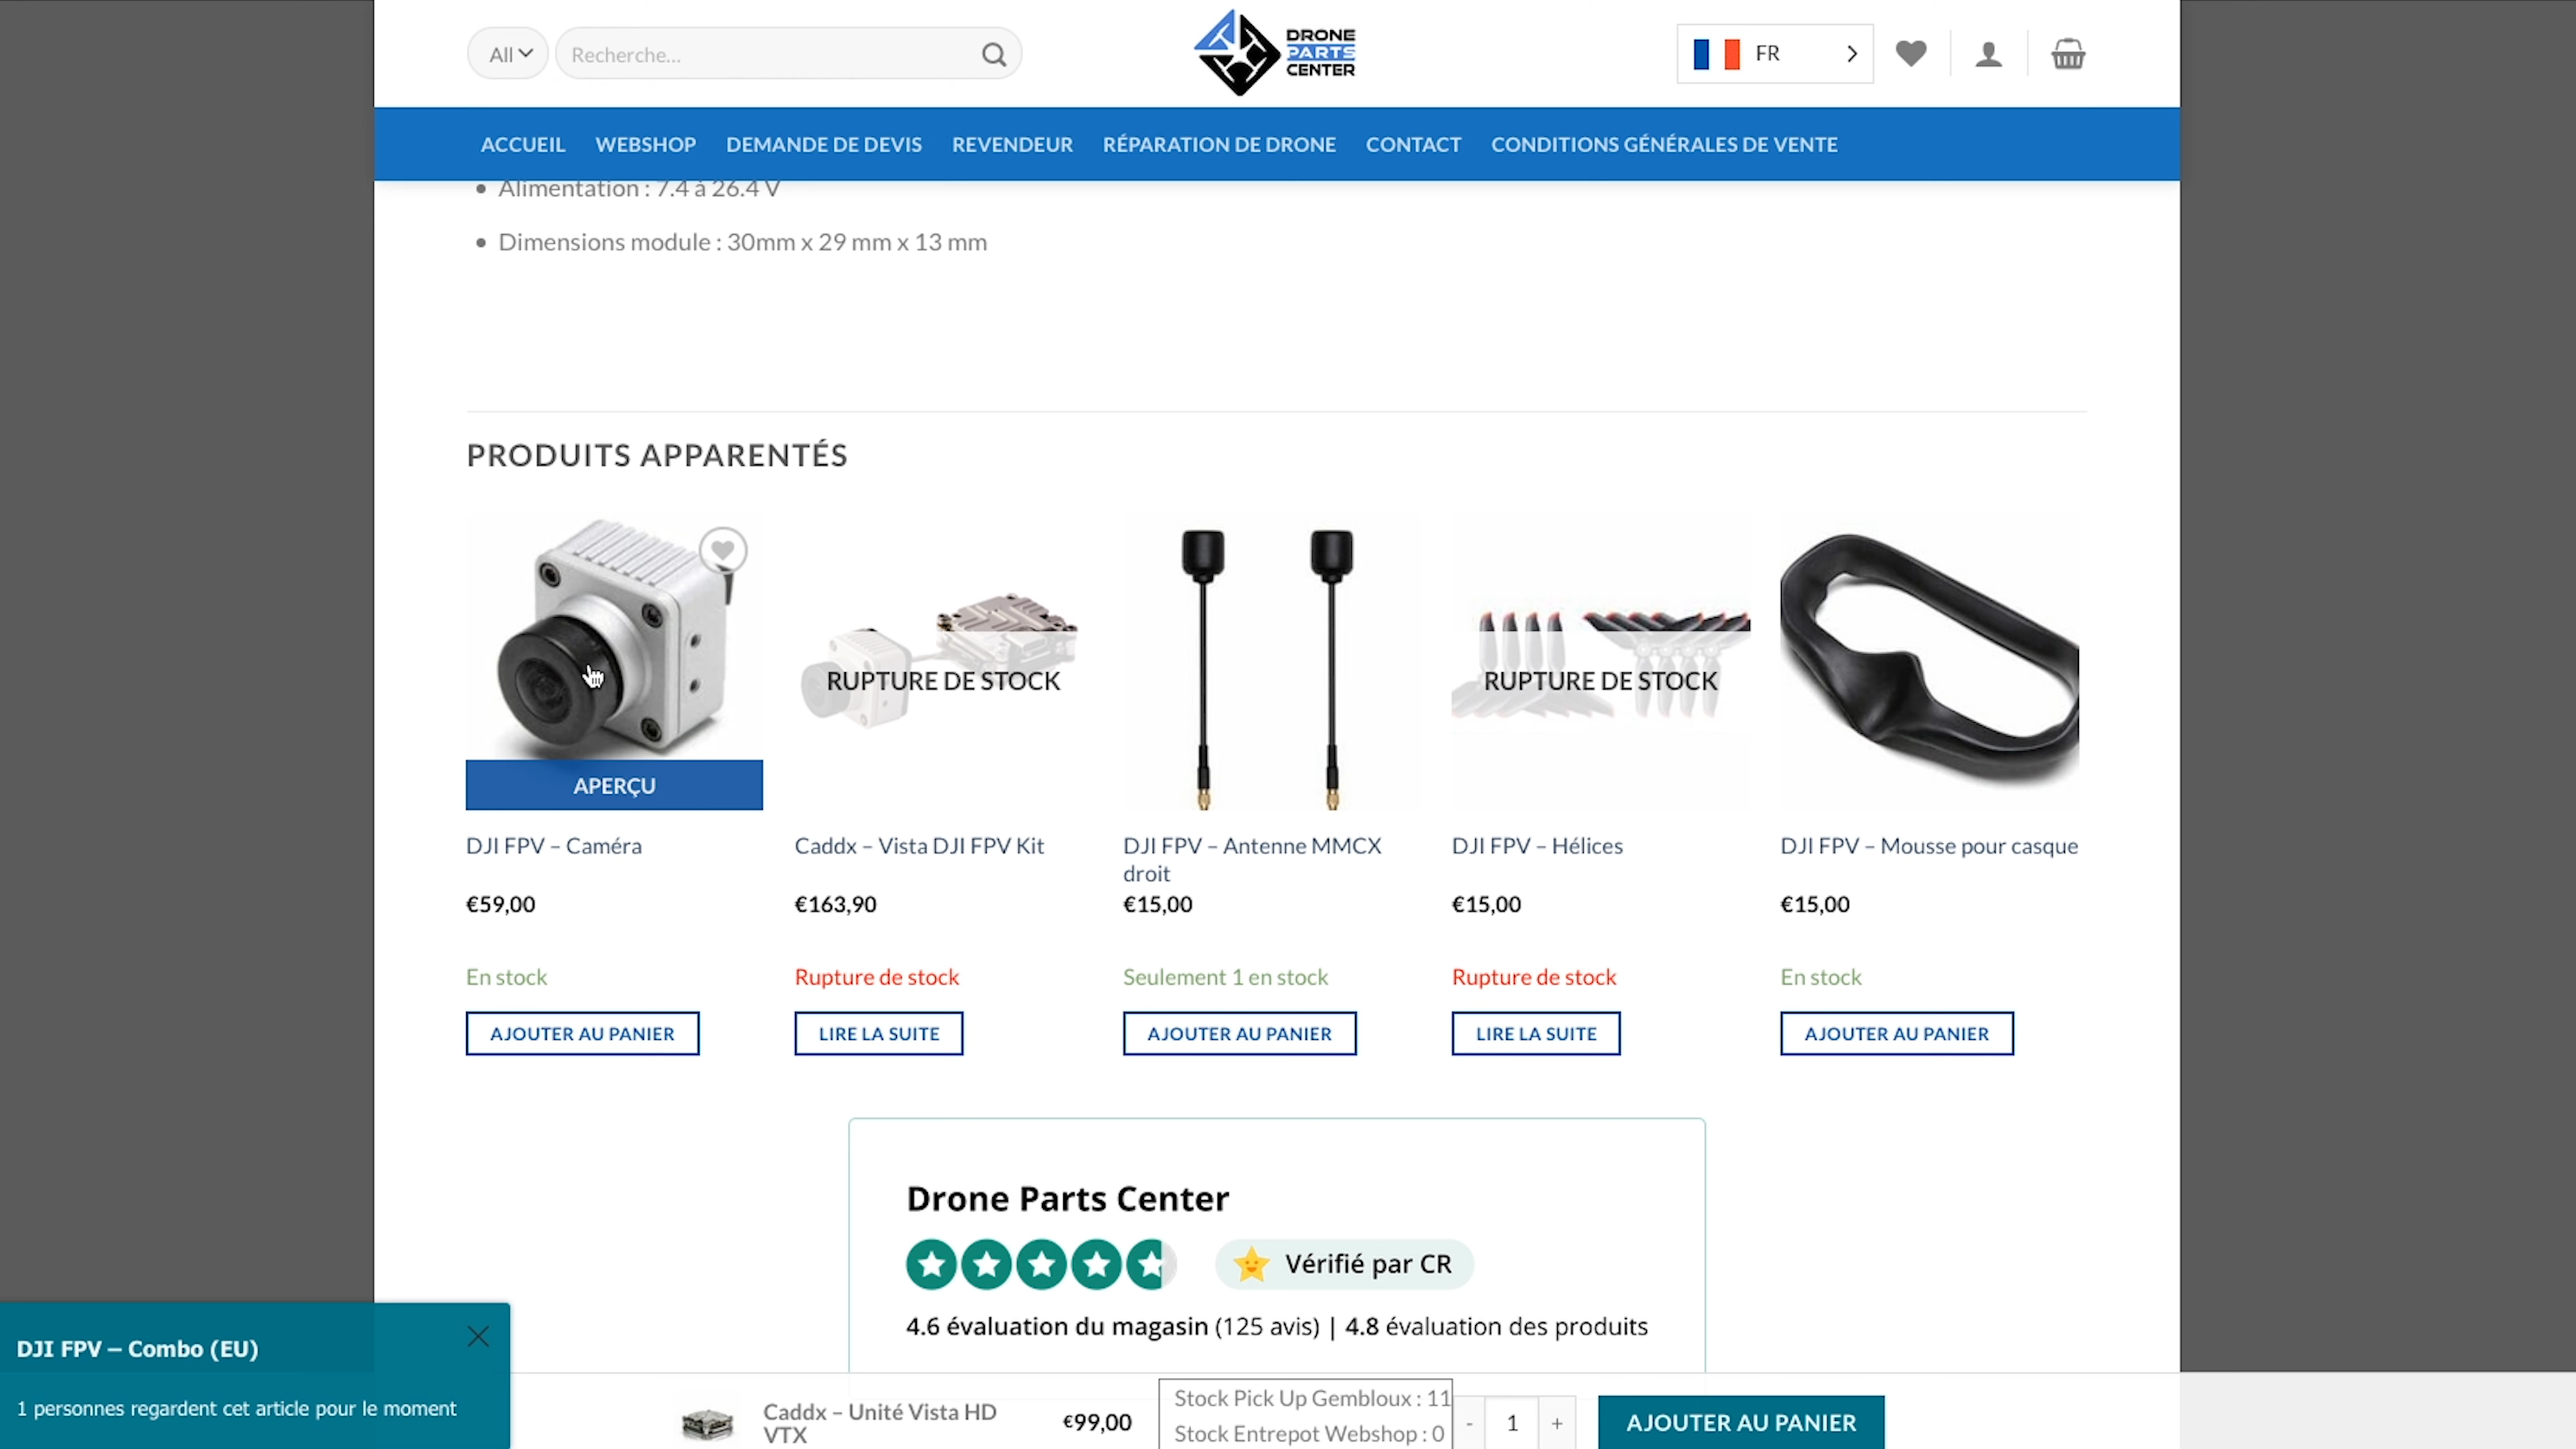 All
Recherche...
DRONE
PARTS
CENTER
FR
ACCUEIL WEBSHOP DEMANDE DE DEVIS REVENDEUR RÉPARATION DE DRONE CONTACT CONDITIONS GÉNÉRALES DE VENTE
Alimentation : 7.4 à 26.4 V
Dimensions module : 30mm x 29 mm x 13 mm
PRODUITS APPARENTÉS
RUPTURE DE STOCK
RUPTURE DE STOCK
APERÇU
DJI FPV – Caméra
€59,00
En stock
AJOUTER AU PANIER
Caddx – Vista DJI FPV Kit
€163,90
Rupture de stock
LIRE LA SUITE
DJI FPV – Antenne MMCX
droit
€15,00
Seulement 1 en stock
AJOUTER AU PANIER
DJI FPV – Hélices
€15,00
Rupture de stock
LIRE LA SUITE
DJI FPV – Mousse pour casque
€15,00
En stock
AJOUTER AU PANIER
Drone Parts Center
Vérifié par CR
4.6 évaluation du magasin (125 avis) | 4.8 évaluation des produits
DJI FPV – Combo (EU)
1 personnes regardent cet article pour le moment
Caddx – Unité Vista HD
VTX
€99,00
Stock Pick Up Gembloux : 11
Stock Entrepot Webshop : 0
- 1 +
AJOUTER AU PANIER